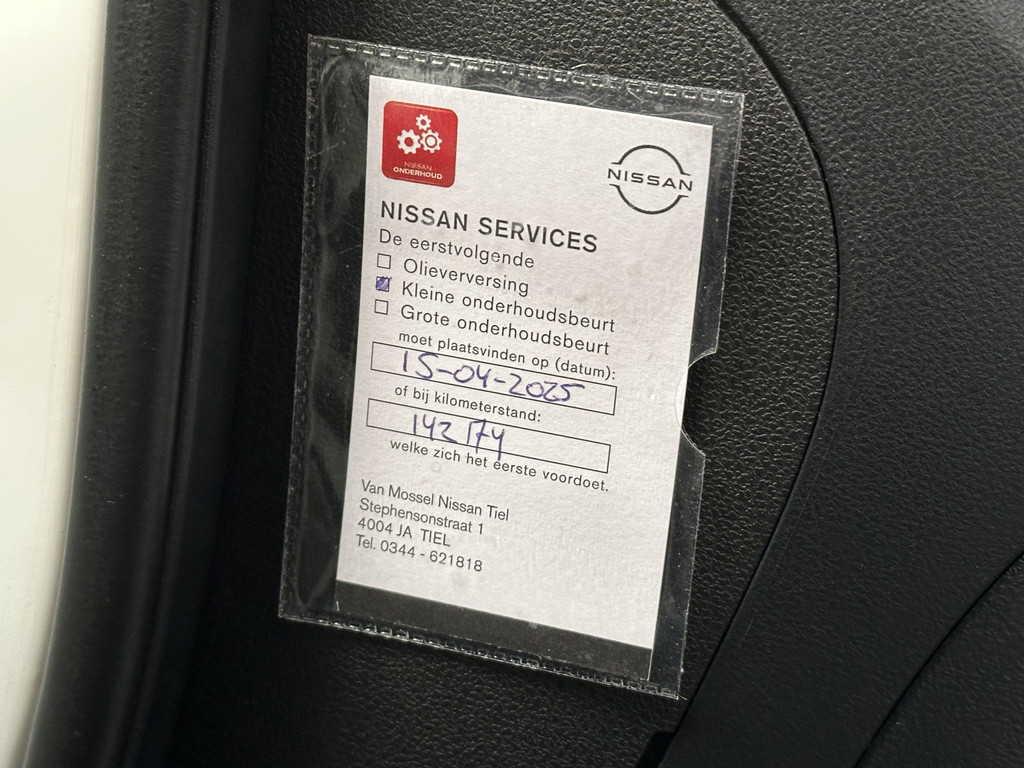 NISSAN
ONDERHOUD
NISSAN
NISSAN SERVICES
De eerstvolgende
Olieverversing
Kleine onderhoudsbeurt
Grote onderhoudsbeurt
moet plaatsvinden op (datum):
15-04-2025
of bij kilometerstand:
142174
welke zich het eerste voordoet.
Van Mossel Nissan Tiel
Stephensonstraat 1
4004 JA TIEL
Tel. 0344 - 621818